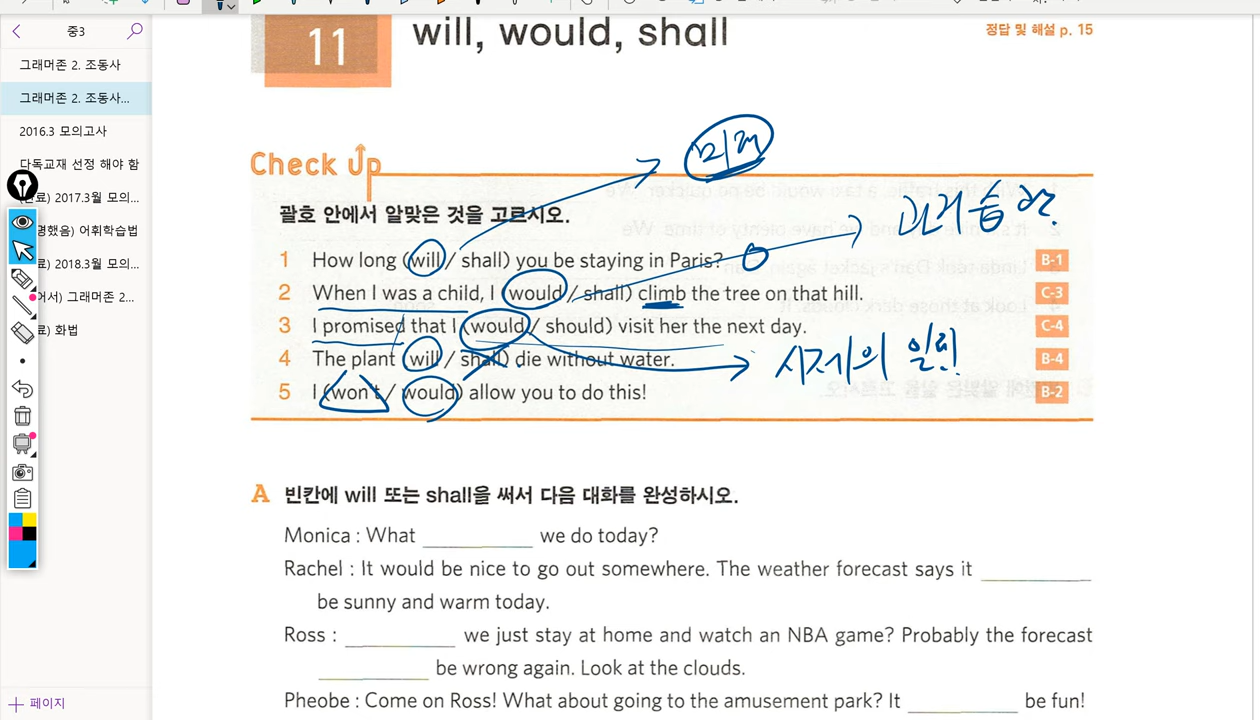 중3
그래머존 2. 조동사
그래머존 2. 조동사...
2016.3 모의고사
단독교재 선정 해야 함
료) 2017.3월 모의...
명했음) 어휘학습법
료) 2018.3월 모의...
어서) 그래머존 2...
료) 화법
페이지
11
will, would, shall
정답 및 해설 p. 15
미래
Check Up
과거습관
괄호 안에서 알맞은 것을 고르시오.
1 How long (will / shall) you be staying in Paris? B-1
2 When I was a child, I (would / shall) climb the tree on that hill. C-3
3 I promised that I (would / should) visit her the next day. C-4
시제의 일치
4 The plant (will / shall) die without water. B-4
5 I (won't / would) allow you to do this! B-2
A 빈칸에 will 또는 shall을 써서 다음 대화를 완성하시오.
Monica : What __________ we do today?
Rachel : It would be nice to go out somewhere. The weather forecast says it __________
be sunny and warm today.
Ross : __________ we just stay at home and watch an NBA game? Probably the forecast
__________ be wrong again. Look at the clouds.
Pheobe : Come on Ross! What about going to the amusement park? It __________ be fun!